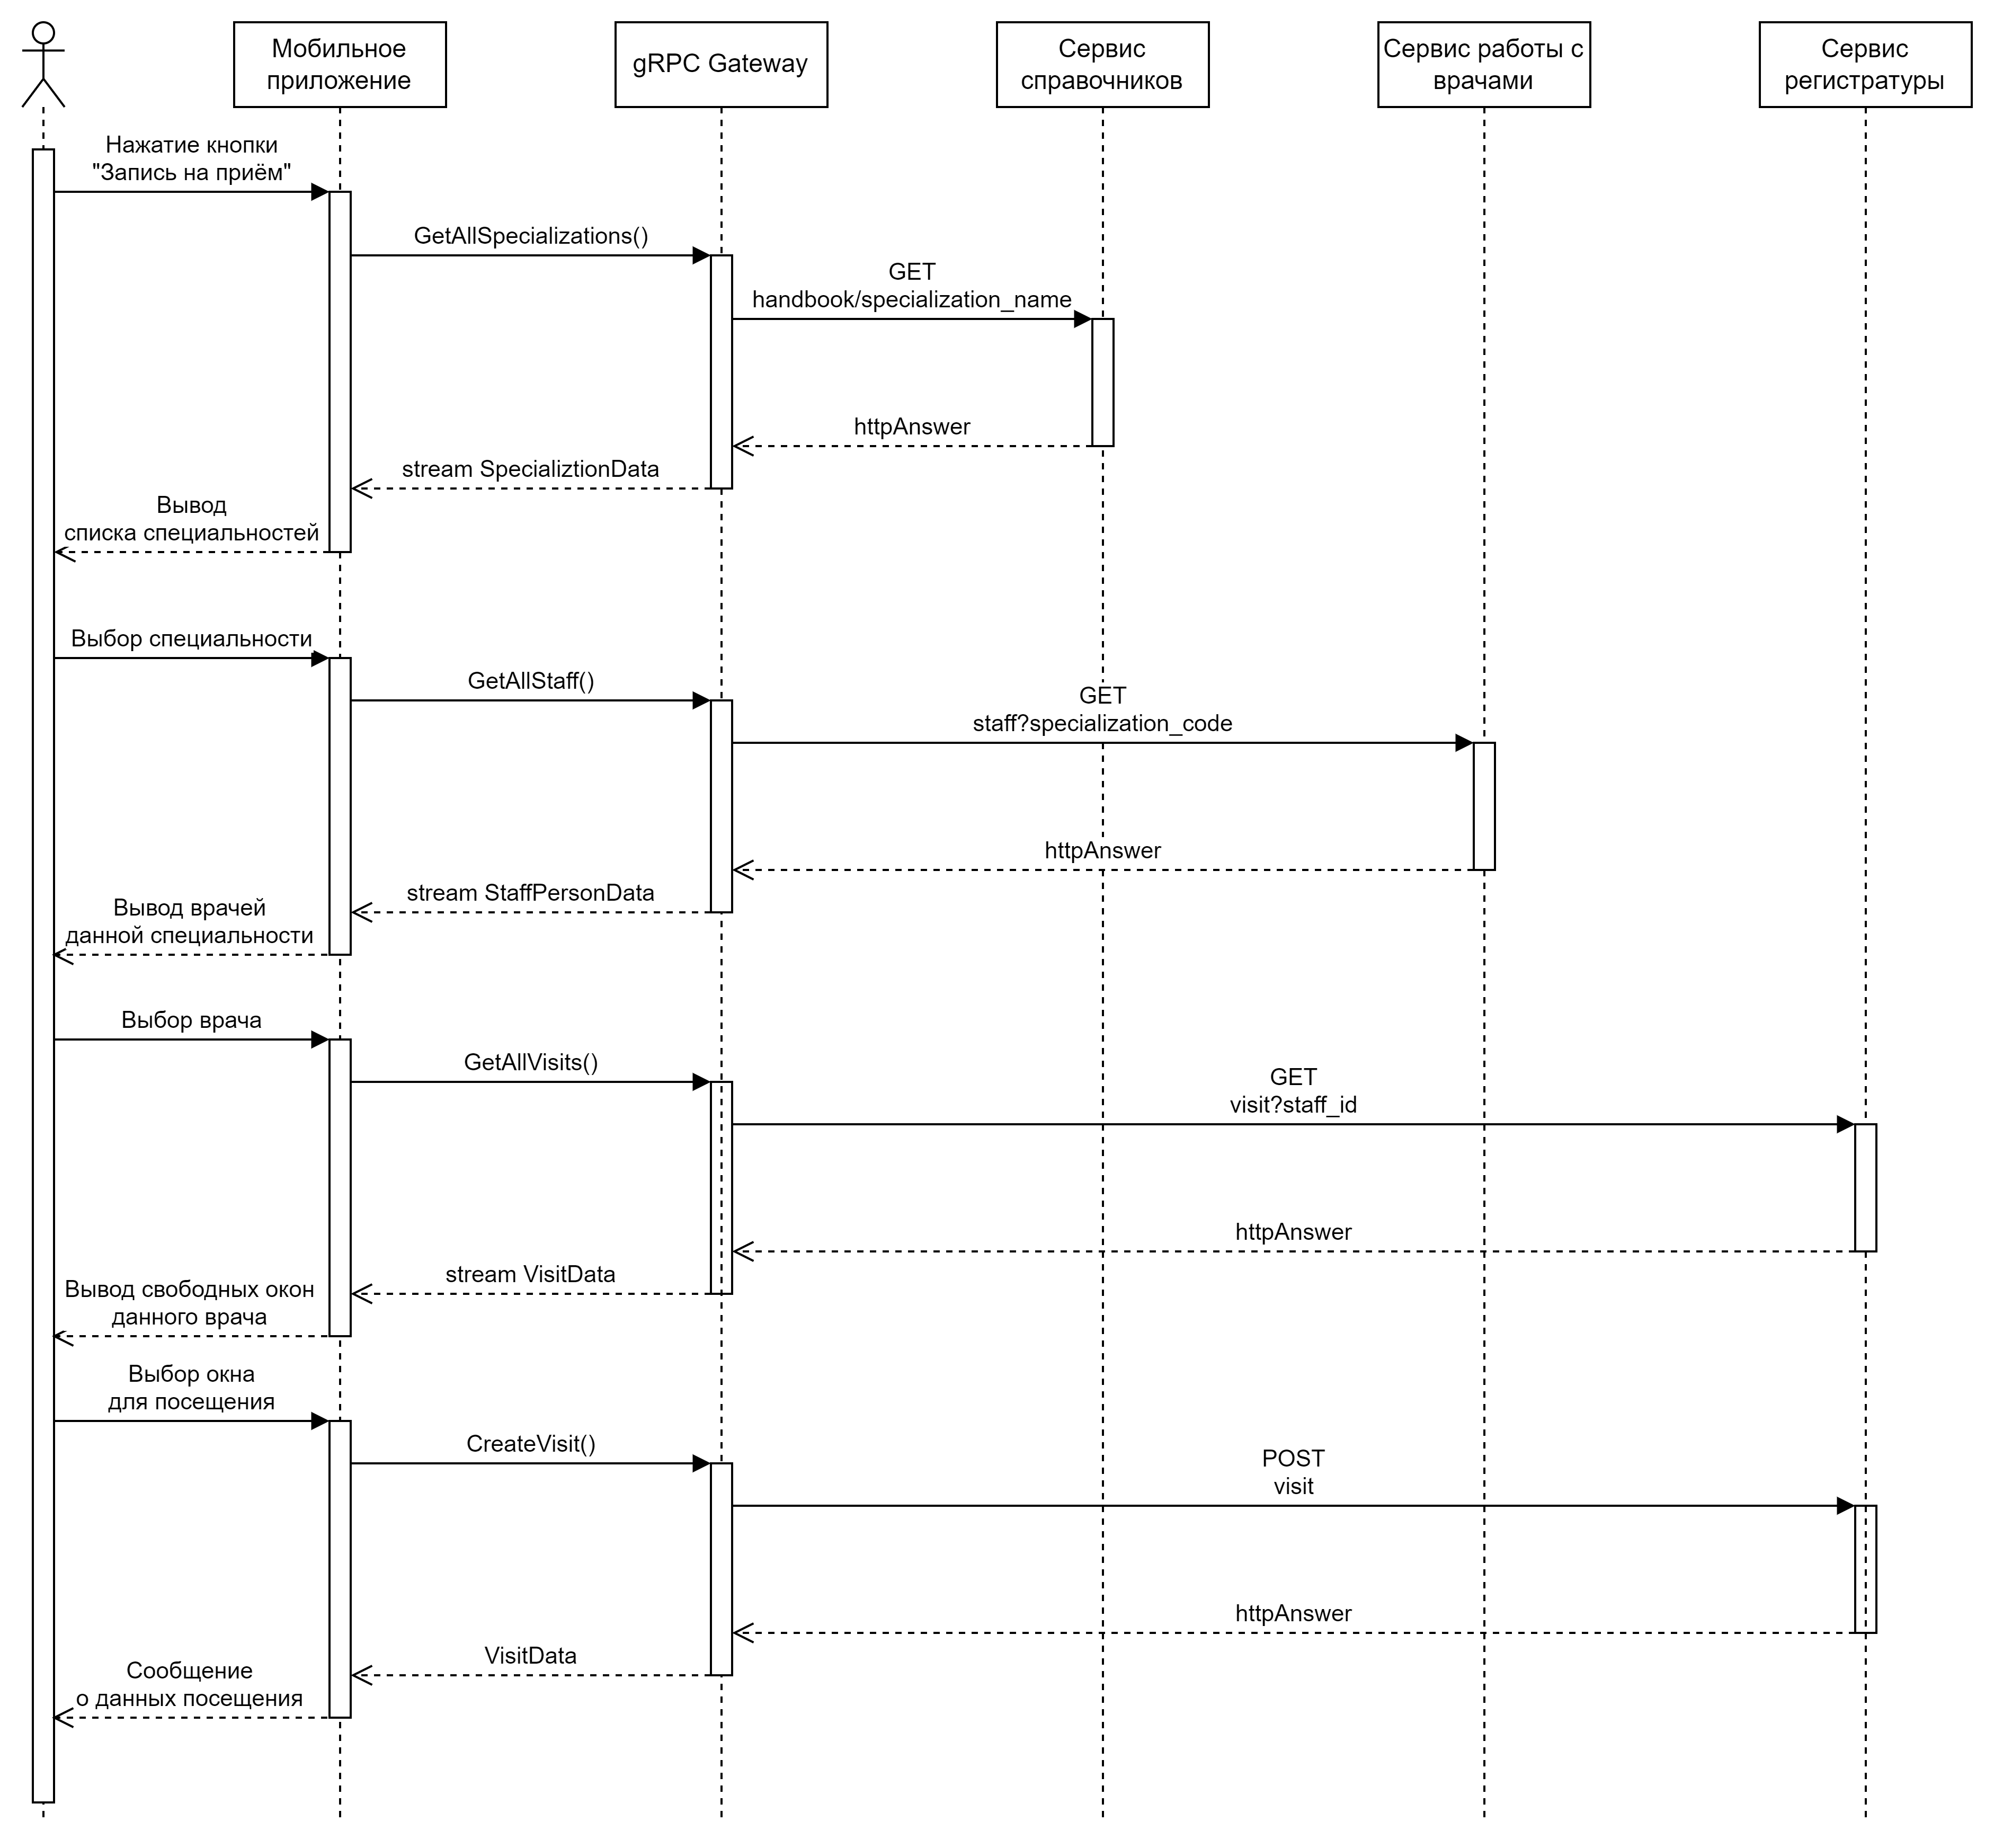 Мобильное
приложение
gRPC Gateway
Сервис
справочников
Сервис работы с
врачами
Сервис
регистратуры
Нажатие кнопки
"Запись на приём"
GetAllSpecializations()
GET
handbook/specialization_name
httpAnswer
stream SpecializtionData
Вывод
списка специальностей
Выбор специальности
GetAllStaff()
GET
staff?specialization_code
httpAnswer
stream StaffPersonData
Вывод врачей
данной специальности
Выбор врача
GetAllVisits()
GET
visit?staff_id
httpAnswer
stream VisitData
Вывод свободных окон
данного врача
Выбор окна
для посещения
CreateVisit()
POST
visit
httpAnswer
VisitData
Сообщение
о данных посещения